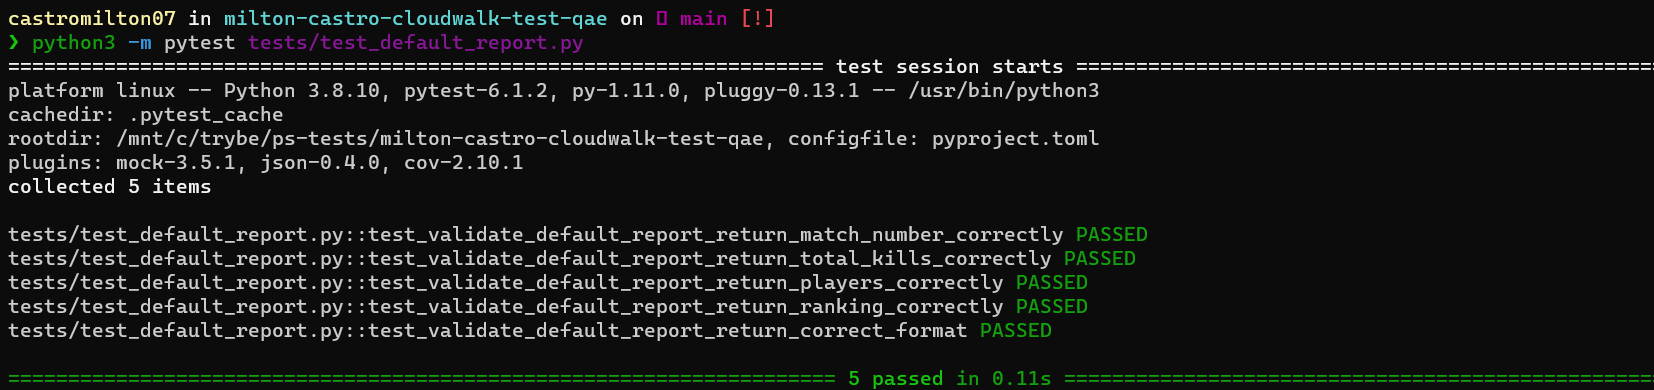 castromilton07 in milton-castro-cloudwalk-test-qae on main [!]
❯ python3 -m pytest tests/test_default_report.py
==================================================================== test session starts ================================================
platform linux -- Python 3.8.10, pytest-6.1.2, py-1.11.0, pluggy-0.13.1 -- /usr/bin/python3
cachedir: .pytest_cache
rootdir: /mnt/c/trybe/ps-tests/milton-castro-cloudwalk-test-qae, configfile: pyproject.toml
plugins: mock-3.5.1, json-0.4.0, cov-2.10.1
collected 5 items
tests/test_default_report.py::test_validate_default_report_return_match_number_correctly PASSED
tests/test_default_report.py::test_validate_default_report_return_total_kills_correctly PASSED
tests/test_default_report.py::test_validate_default_report_return_players_correctly PASSED
tests/test_default_report.py::test_validate_default_report_return_ranking_correctly PASSED
tests/test_default_report.py::test_validate_default_report_return_correct_format PASSED
===================================================================== 5 passed in 0.11s =================================================